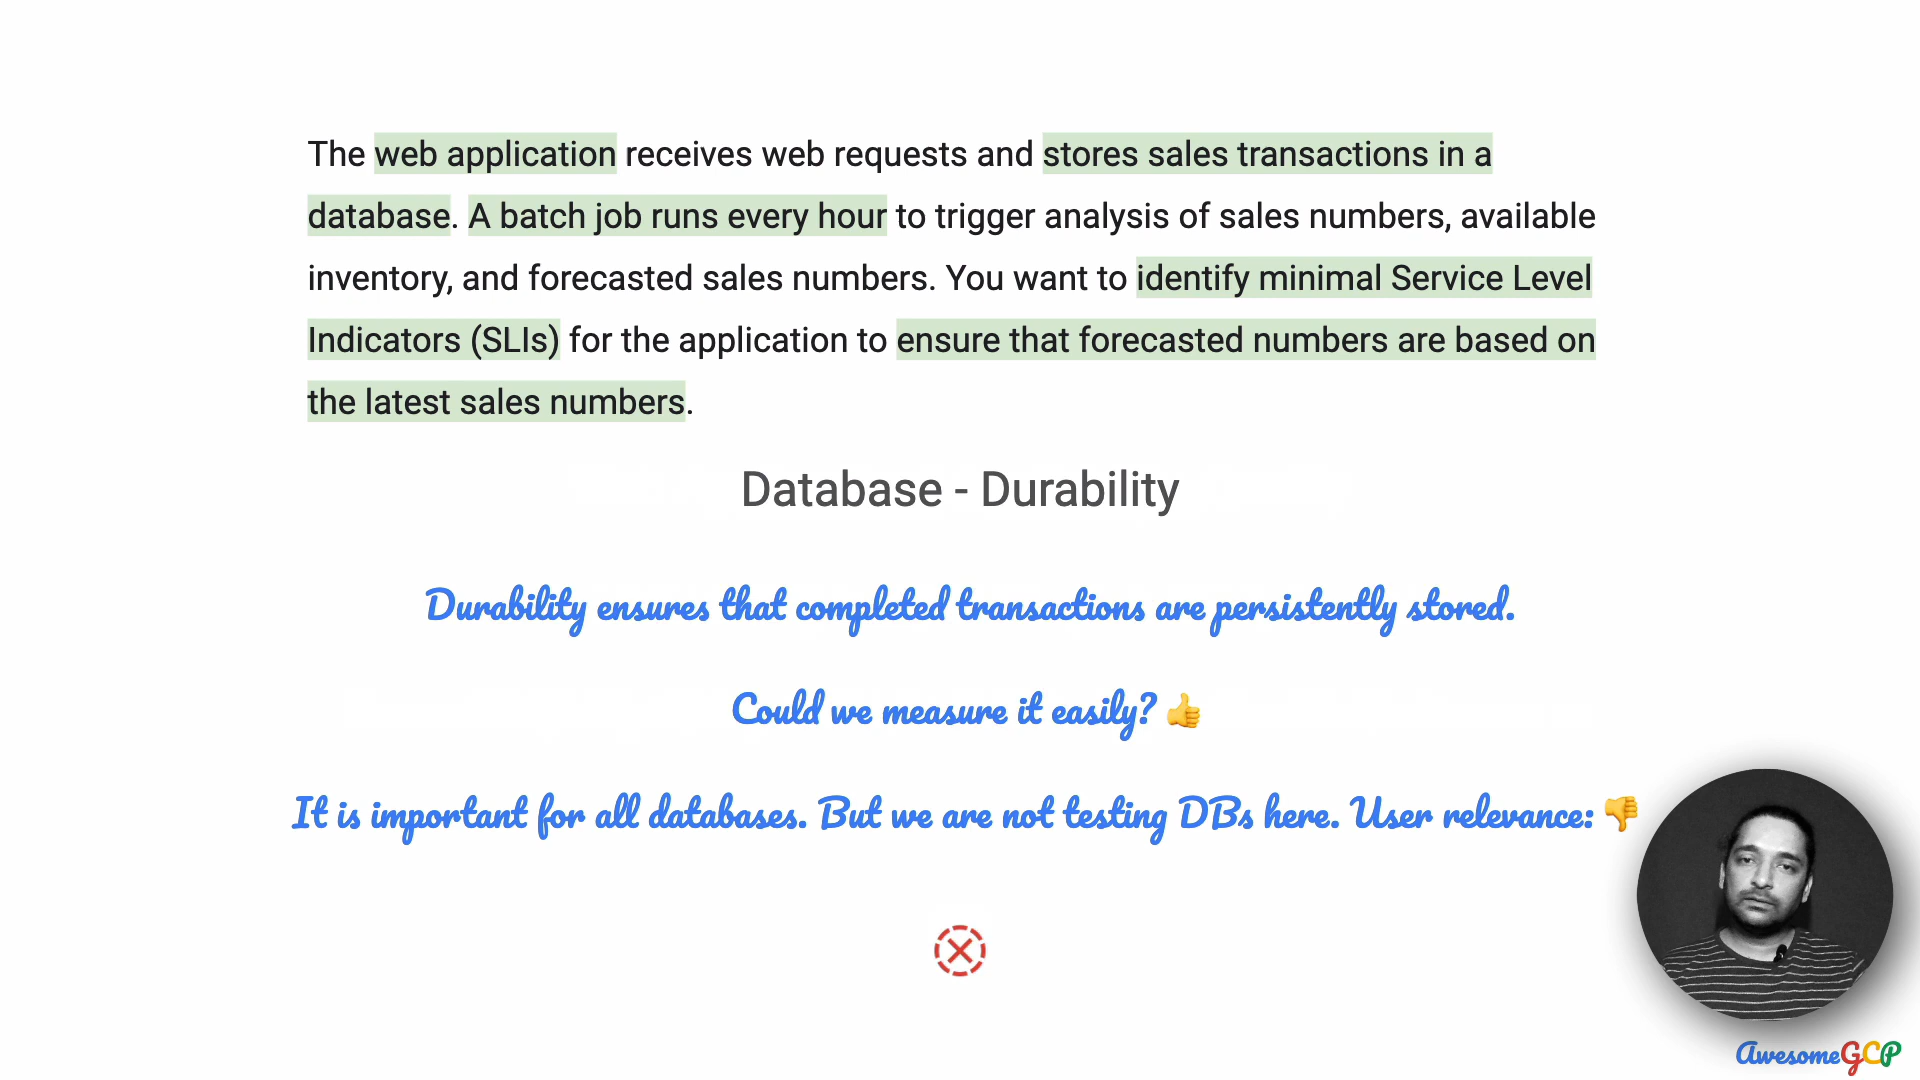 The web application receives web requests and stores sales transactions in a
database. A batch job runs every hour to trigger analysis of sales numbers, available
inventory, and forecasted sales numbers. You want to identify minimal Service Level
Indicators (SLIs) for the application to ensure that forecasted numbers are based on
the latest sales numbers.
Database - Durability
Durability ensures that completed transactions are persistently stored.
Could we measure it easily? 👍
It is important for all databases. But we are not testing DBs here. User relevance: 👎
AwesomeGCP